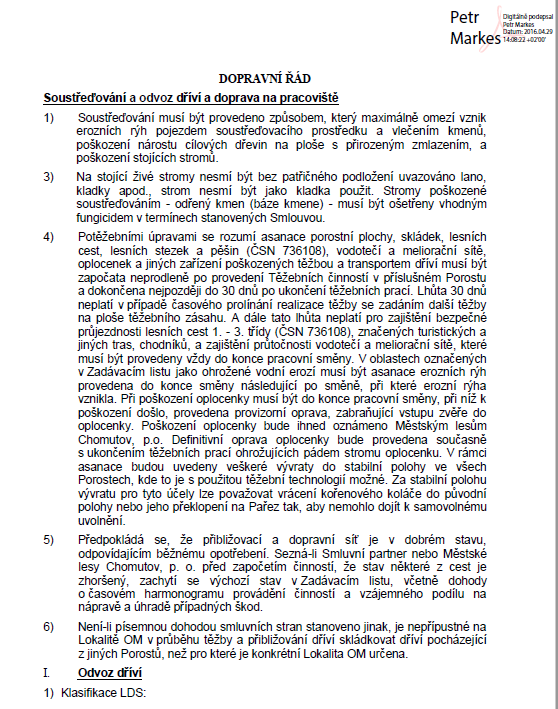 Petr
Markes
Digitálně podepsal
Petr Markes
Datum: 2016.04.29
14:08:22 +02'00'
DOPRAVNÍ ŘÁD
Soustřeďování a odvoz dříví a doprava na pracoviště
1) Soustřeďování musí být provedeno způsobem, který maximálně omezí vznik
erozních rýh pojezdem soustřeďovacího prostředku a vlečením kmenů,
poškození nárostu cílových dřevin na ploše s přirozeným zmlazením, a
poškození stojících stromů.
3) Na stojící živé stromy nesmí být bez patřičného podložení uvazováno lano,
kladky apod., strom nesmí být jako kladka použit. Stromy poškozené
soustřeďováním - odřený kmen (báze kmene) - musí být ošetřeny vhodným
fungicidem v termínech stanovených Smlouvou.
4) Potěžebními úpravami se rozumí asanace porostní plochy, skládek, lesních
cest, lesních stezek a pěšin (ČSN 736108), vodotečí a meliorační sítě,
oplocenek a jiných zařízení poškozených těžbou a transportem dříví musí být
započata neprodleně po provedení Těžebních činností v příslušném Porostu
a dokončena nejpozději do 30 dnů po ukončení těžebních prací. Lhůta 30 dnů
neplatí v případě časového prolínání realizace těžby se zadáním další těžby
na ploše těžebního zásahu. A dále tato lhůta neplatí pro zajištění bezpečné
průjezdnosti lesních cest 1. - 3. třídy (ČSN 736108), značených turistických a
jiných tras, chodníků, a zajištění průtočnosti vodotečí a meliorační sítě, které
musí být provedeny vždy do konce pracovní směny. V oblastech označených
v Zadávacím listu jako ohrožené vodní erozí musí být asanace erozních rýh
provedena do konce směny následující po směně, při které erozní rýha
vznikla. Při poškození oplocenky musí být do konce pracovní směny, při níž k
poškození došlo, provedena provizorní oprava, zabraňující vstupu zvěře do
oplocenky. Poškození oplocenky bude ihned oznámeno Městským lesům
Chomutov, p.o. Definitivní oprava oplocenky bude provedena současně
s ukončením těžebních prací ohrožujících pádem stromu oplocenku. V rámci
asanace budou uvedeny veškeré vývraty do stabilní polohy ve všech
Porostech, kde to je s použitou těžební technologií možné. Za stabilní polohu
vývratu pro tyto účely lze považovat vrácení kořenového koláče do původní
polohy nebo jeho překlopení na Pařez tak, aby nemohlo dojít k samovolnému
uvolnění.
5) Předpokládá se, že přibližovací a dopravní síť je v dobrém stavu,
odpovídajícím běžnému opotřebení. Sezná-li Smluvní partner nebo Městské
lesy Chomutov, p. o. před započetím činností, že stav některé z cest je
zhoršený, zachytí se výchozí stav v Zadávacím listu, včetně dohody
o časovém harmonogramu provádění činností a vzájemného podílu na
nápravě a úhradě případných škod.
6) Není-li písemnou dohodou smluvních stran stanoveno jinak, je nepřípustné na
Lokalitě OM v průběhu těžby a přibližování dříví skládkovat dříví pocházející
z jiných Porostů, než pro které je konkrétní Lokalita OM určena.
I. Odvoz dříví
1) Klasifikace LDS: